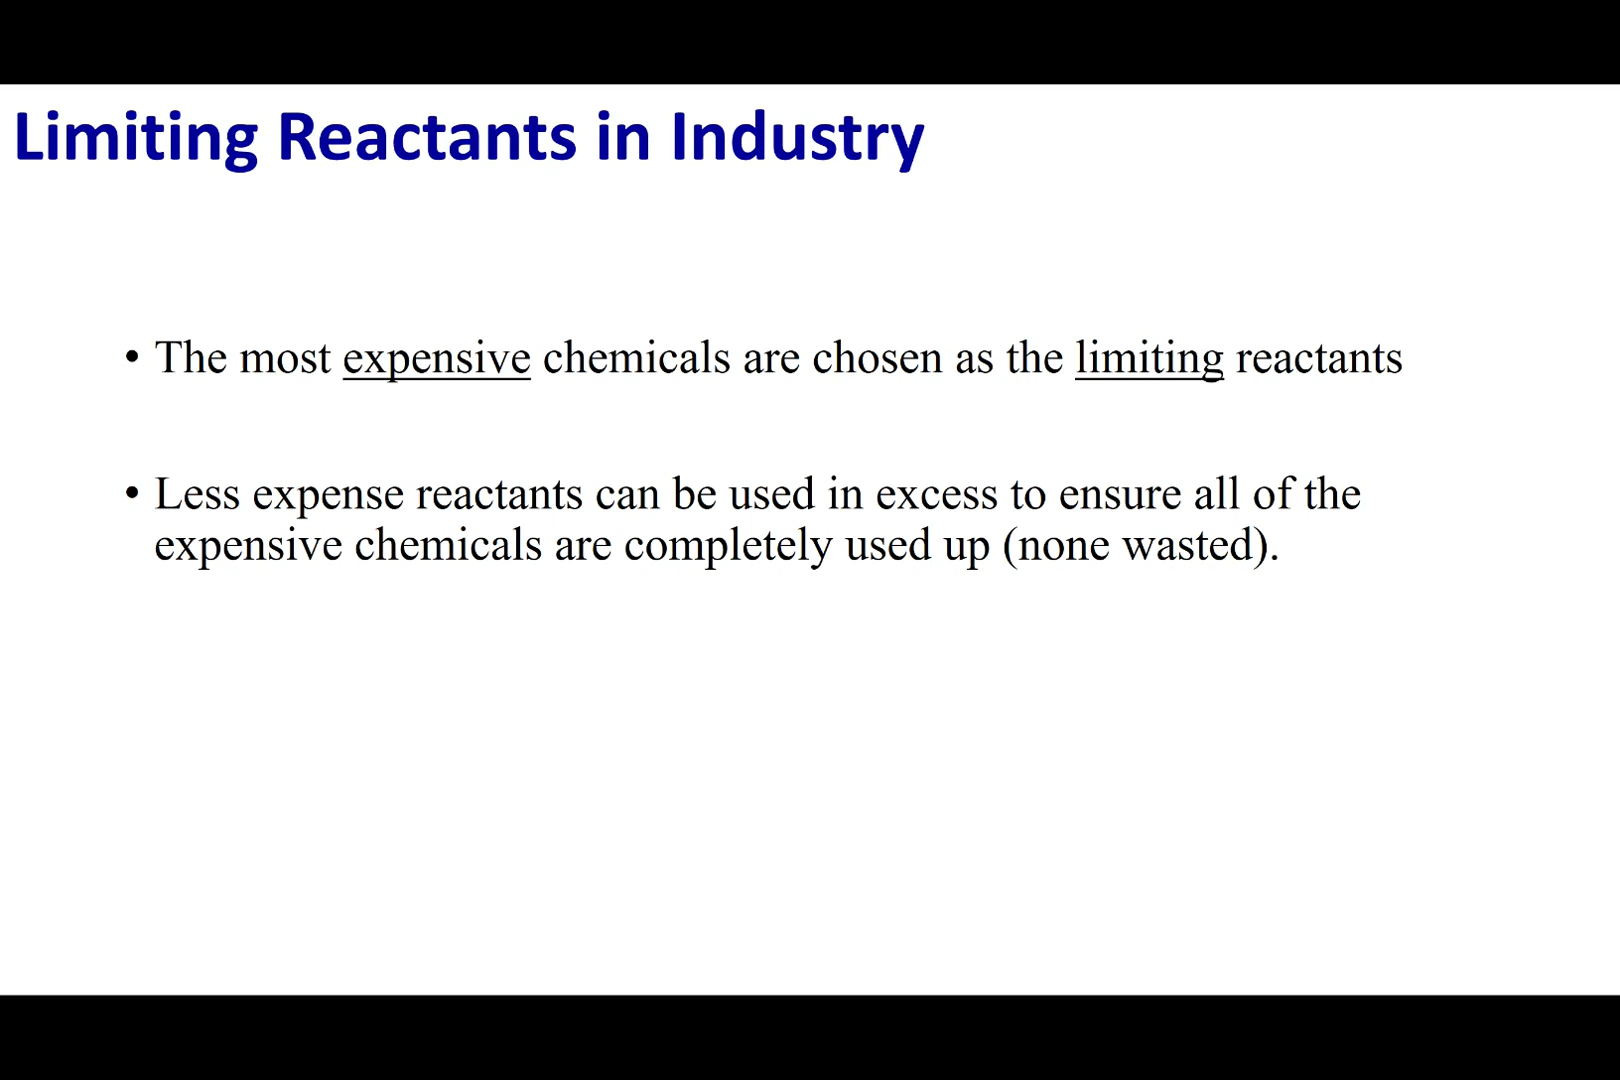 Limiting Reactants in Industry
• The most expensive chemicals are chosen as the limiting reactants
• Less expense reactants can be used in excess to ensure all of the
expensive chemicals are completely used up (none wasted).